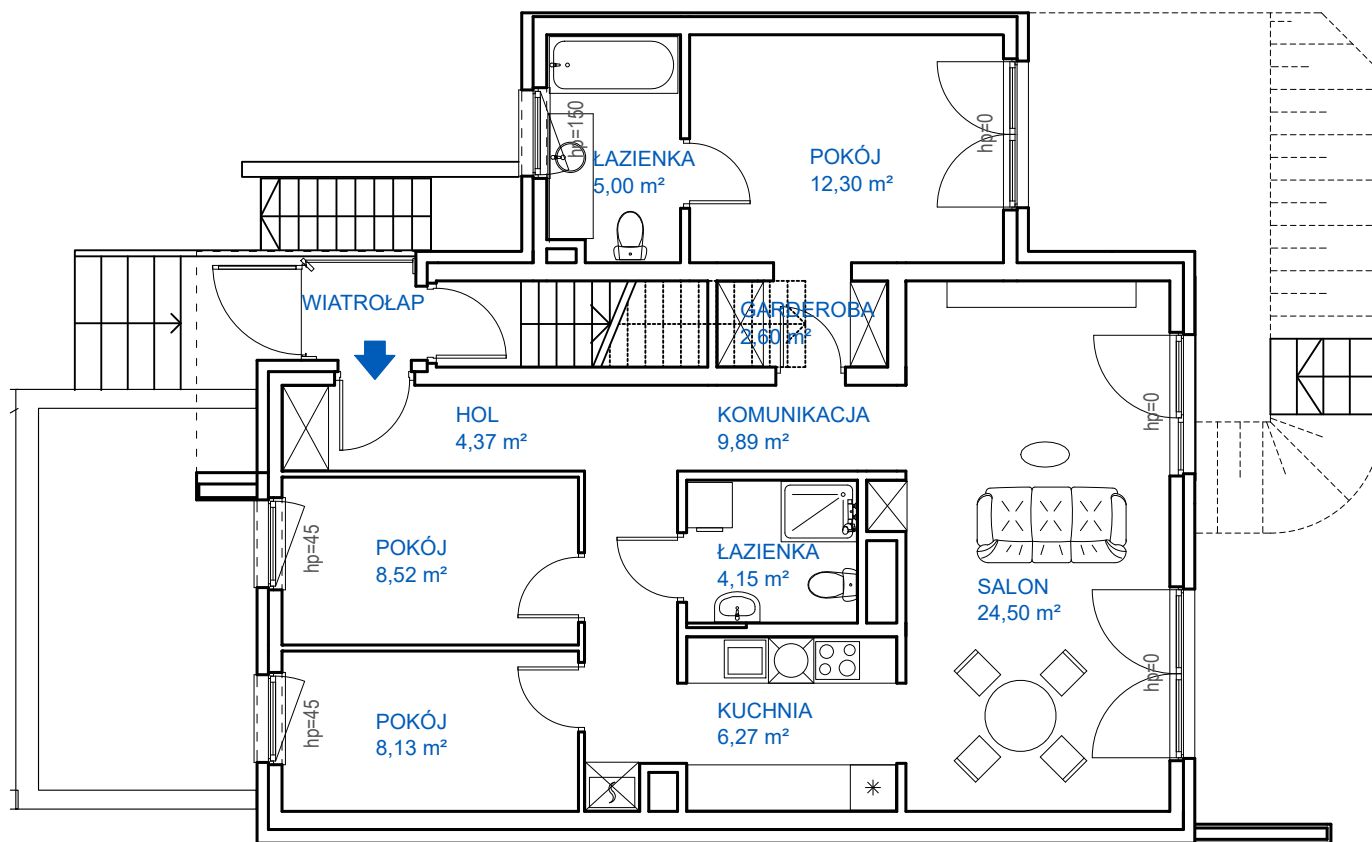 hp=150
ŁAZIENKA
5,00 m²
POKÓJ
12,30 m²
hp=0
WIATROŁAP
GARDEROBA
2,60 m²
HOL
4,37 m²
KOMUNIKACJA
9,89 m²
hp=0
hp=45
POKÓJ
8,52 m²
ŁAZIENKA
4,15 m²
SALON
24,50 m²
hp=45
POKÓJ
8,13 m²
KUCHNIA
6,27 m²
hp=0